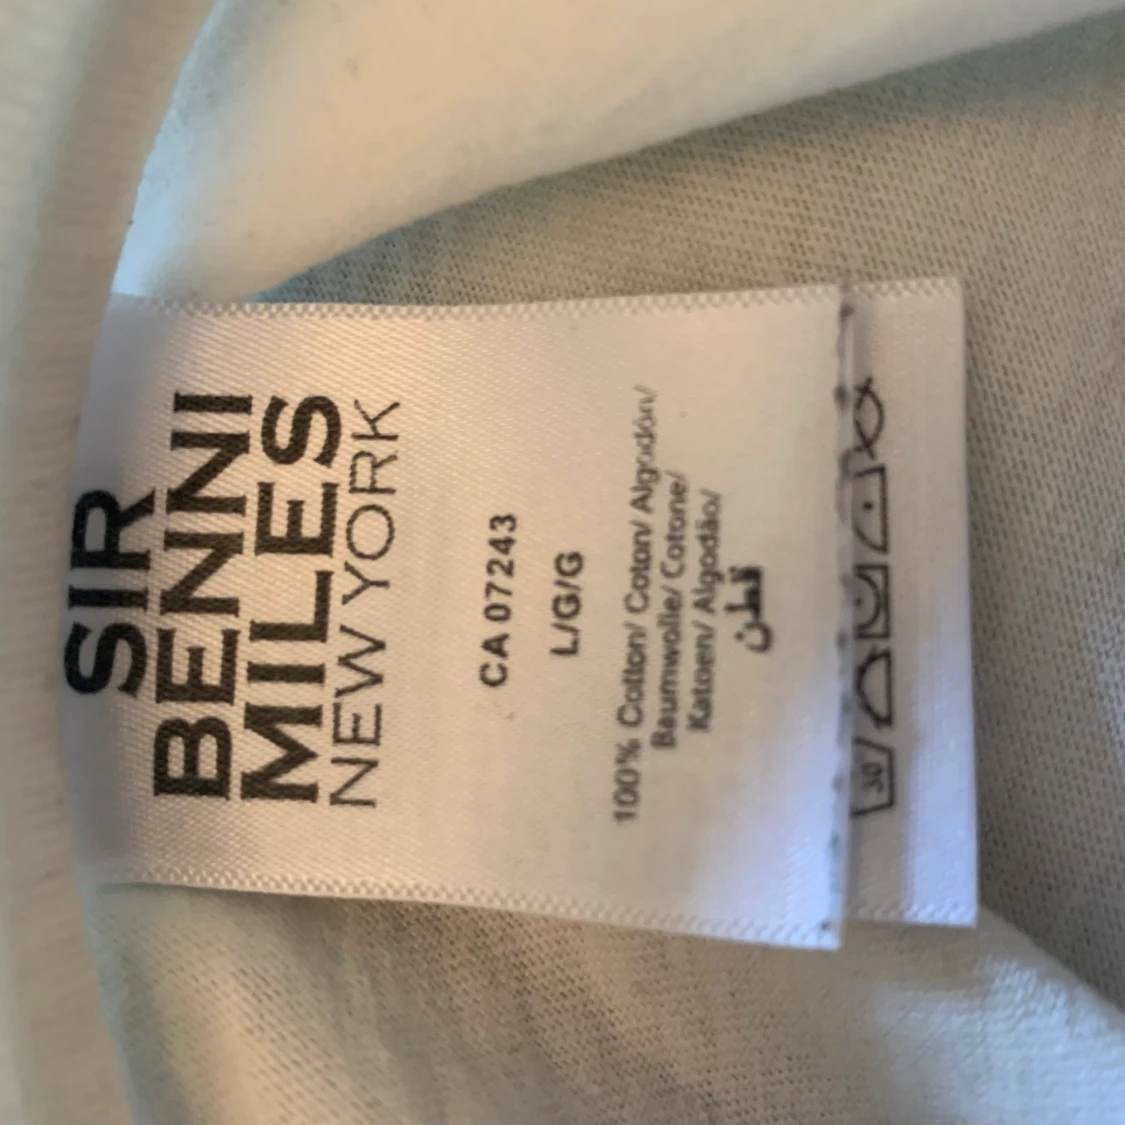 SIR
BENNI
MILES
NEW YORK
CA 07243
L/G/G
100% Cotton/ Coton/ Algodón/
Baumwolle/ Cotone/
Katoen/ Algodão/
قطن
30